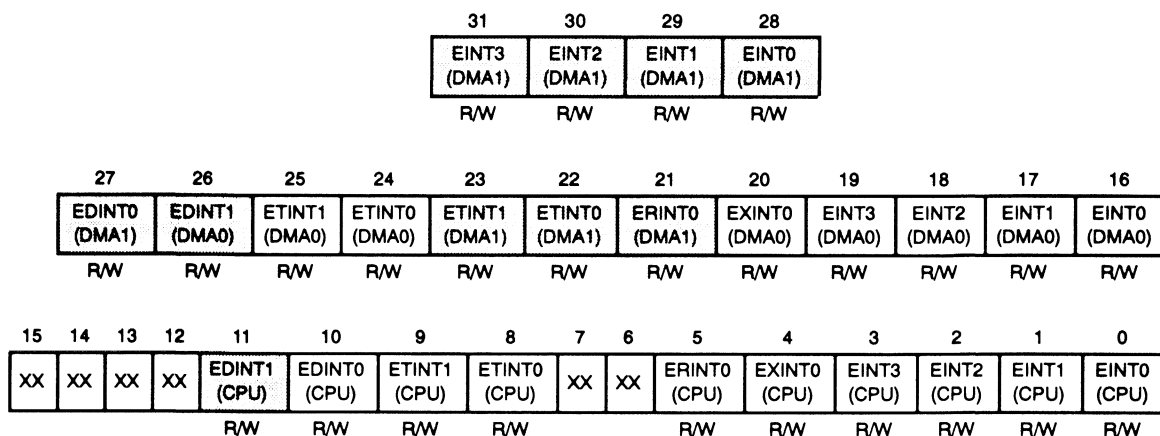 31 30 29 28
EINT3 EINT2 EINT1 EINT0
(DMA1) (DMA1) (DMA1) (DMA1)
R/W R/W R/W R/W
27 26 25 24 23 22 21 20 19 18 17 16
EDINT0 EDINT1 ETINT1 ETINT0 ETINT1 ETINT0 ERINT0 EXINT0 EINT3 EINT2 EINT1 EINT0
(DMA1) (DMA0) (DMA0) (DMA0) (DMA1) (DMA1) (DMA1) (DMA0) (DMA0) (DMA0) (DMA0) (DMA0)
R/W R/W R/W R/W R/W R/W R/W R/W R/W R/W R/W R/W
15 14 13 12 11 10 9 8 7 6 5 4 3 2 1 0
XX XX XX XX EDINT1 EDINT0 ETINT1 ETINT0 XX XX ERINT0 EXINT0 EINT3 EINT2 EINT1 EINT0
(CPU) (CPU) (CPU) (CPU) (CPU) (CPU) (CPU) (CPU) (CPU) (CPU)
R/W R/W R/W R/W R/W R/W R/W R/W R/W R/W